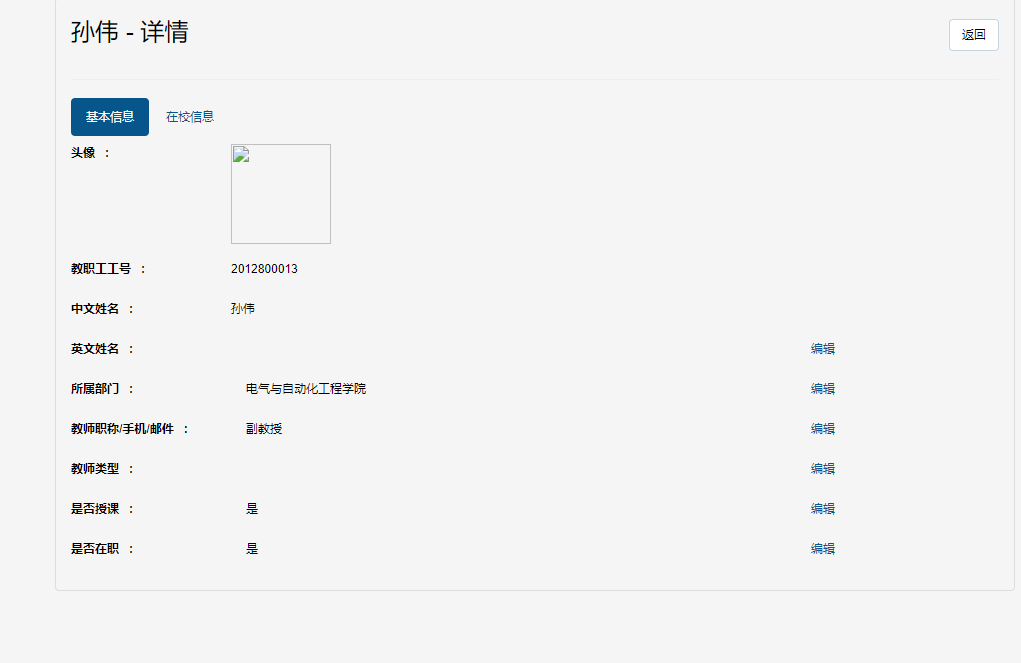 孙伟 - 详情
返回
基本信息 在校信息
头像 ：
教职工工号 ： 2012800013
中文姓名 ： 孙伟
英文姓名 ： 编辑
所属部门 ： 电气与自动化工程学院 编辑
教师职称/手机/邮件 ： 副教授 编辑
教师类型 ： 编辑
是否授课 ： 是 编辑
是否在职 ： 是 编辑